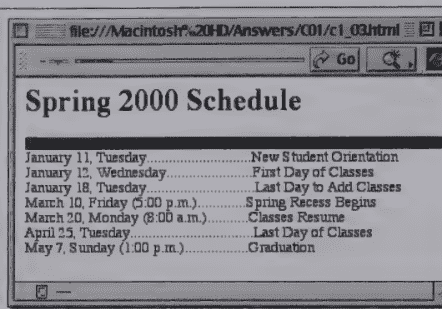 file:///Macintosh%20HD/Answers/C01/c1_03.html
Go
Spring 2000 Schedule
January 11, Tuesday..............................New Student Orientation
January 12, Wednesday........................First Day of Classes
January 18, Tuesday..............................Last Day to Add Classes
March 10, Friday (5:00 p.m.)............Spring Recess Begins
March 20, Monday (8:00 a.m.)..........Classes Resume
April 25, Tuesday..................................Last Day of Classes
May 7, Sunday (1:00 p.m.)................Graduation